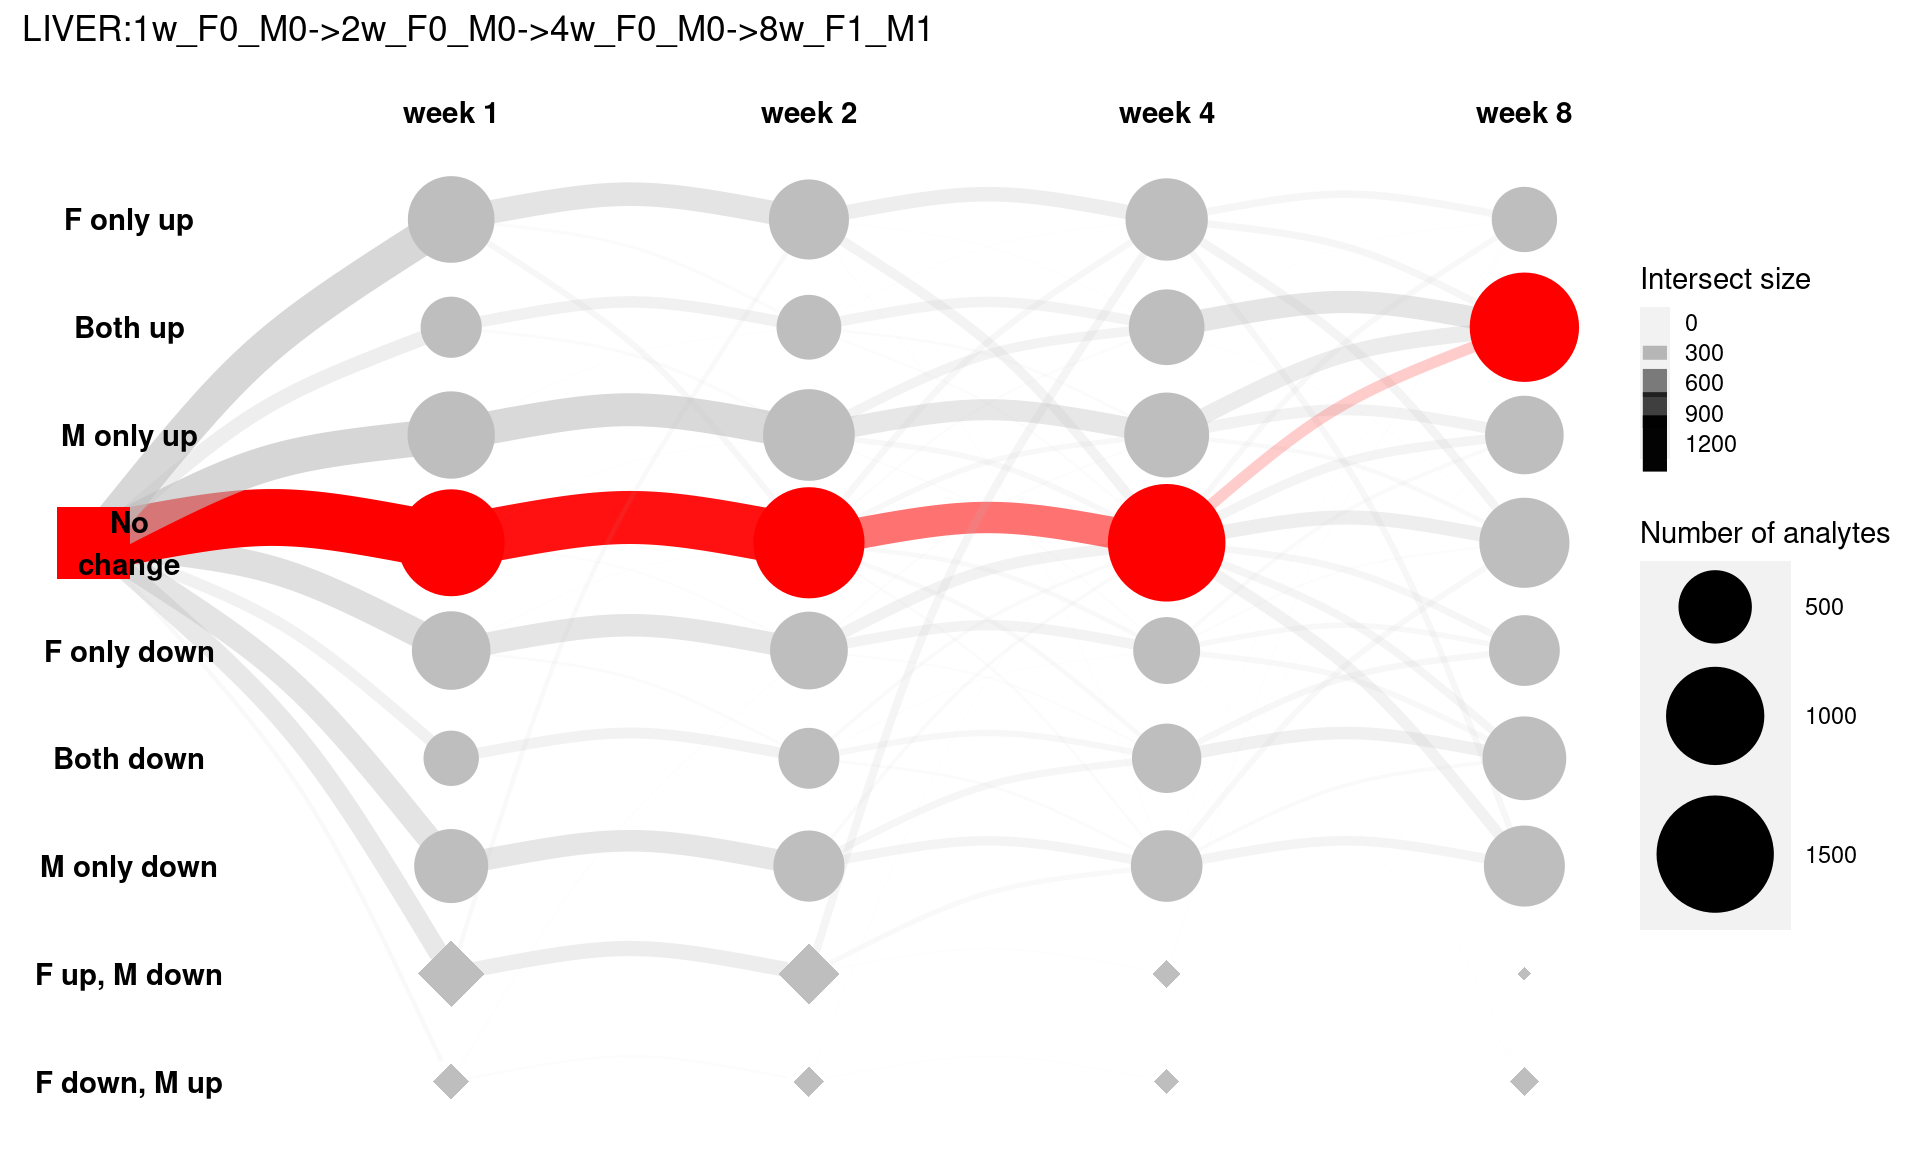 LIVER:1w_F0_M0->2w_F0_M0->4w_F0_M0->8w_F1_M1
week 1
week 2
week 4
week 8
F only up
Both up
M only up
No
change
F only down
Both down
M only down
F up, M down
F down, M up
Intersect size
0
300
600
900
1200
Number of analytes
500
1000
1500